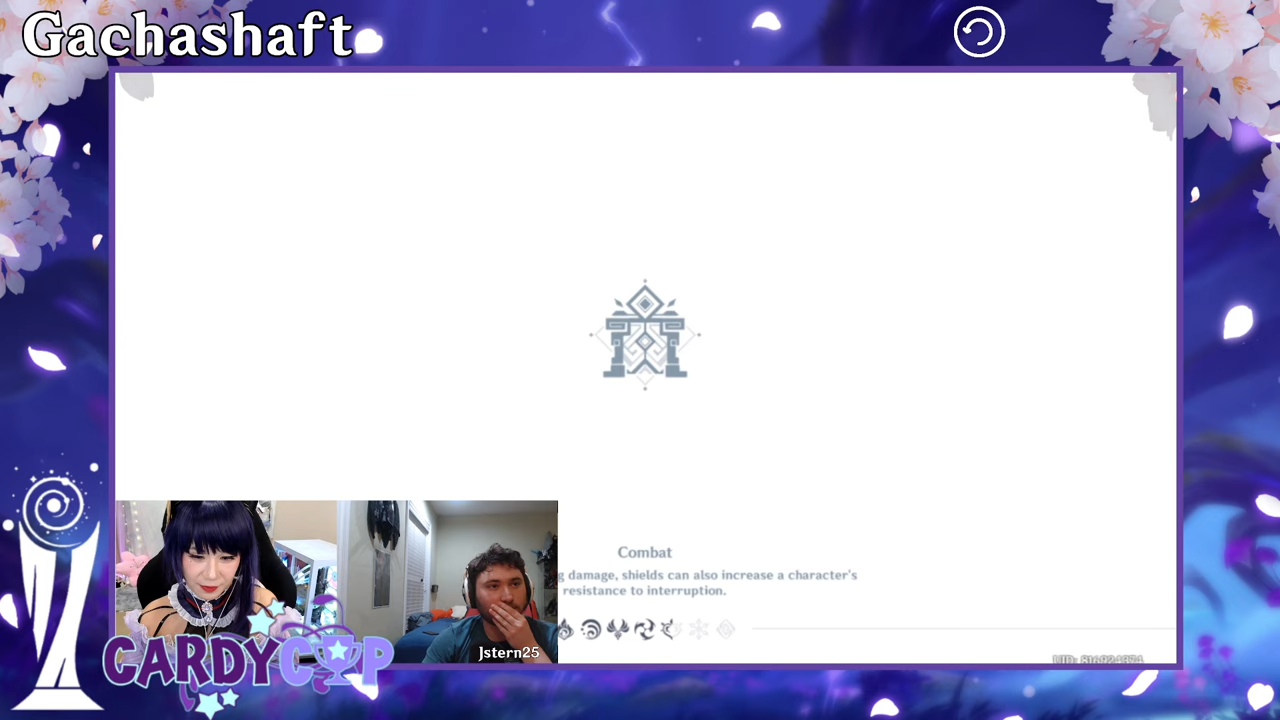 Gachashaft
Combat
g damage, shields can also increase a character's
resistance to interruption.
Jstern25
CARDYCUP